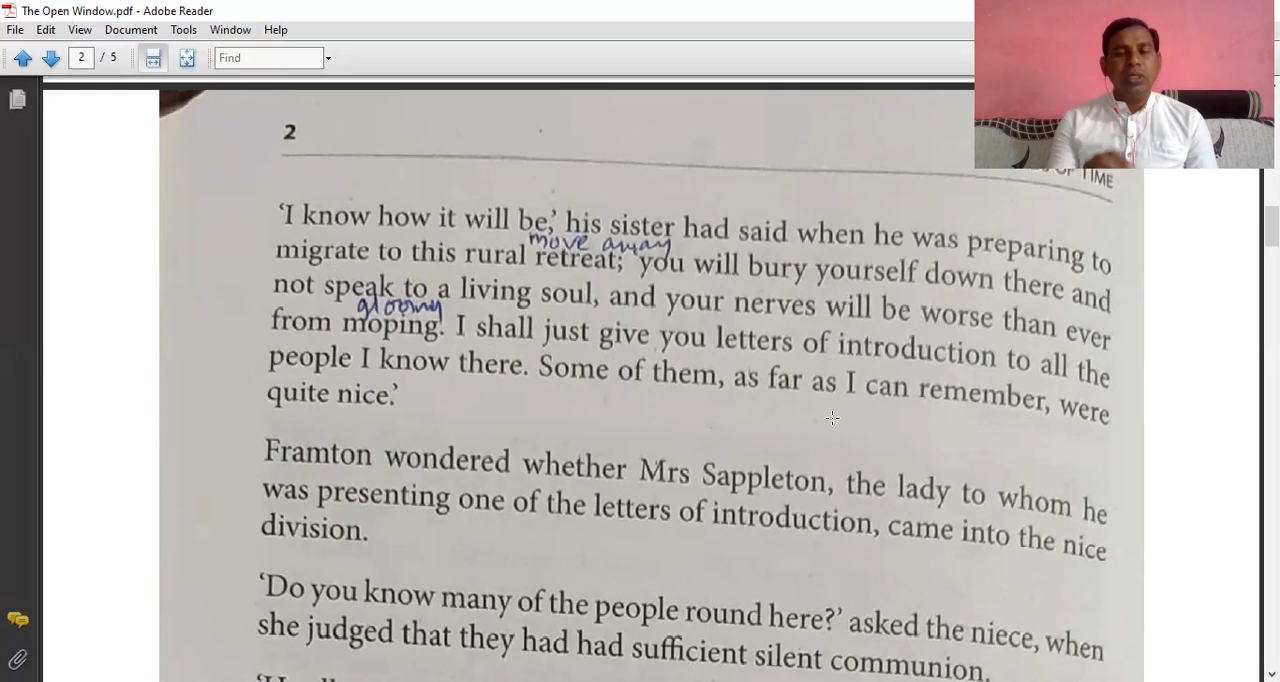 The Open Window.pdf - Adobe Reader
File Edit View Document Tools Window Help
2 / 5 Find
2
OF TIME
‘I know how it will be,’ his sister had said when he was preparing to
move away
migrate to this rural retreat; ‘you will bury yourself down there and
not speak to a living soul, and your nerves will be worse than ever
gloomy
from moping. I shall just give you letters of introduction to all the
people I know there. Some of them, as far as I can remember, were
quite nice.’
Framton wondered whether Mrs Sappleton, the lady to whom he
was presenting one of the letters of introduction, came into the nice
division.
‘Do you know many of the people round here?’ asked the niece, when
she judged that they had had sufficient silent communion.